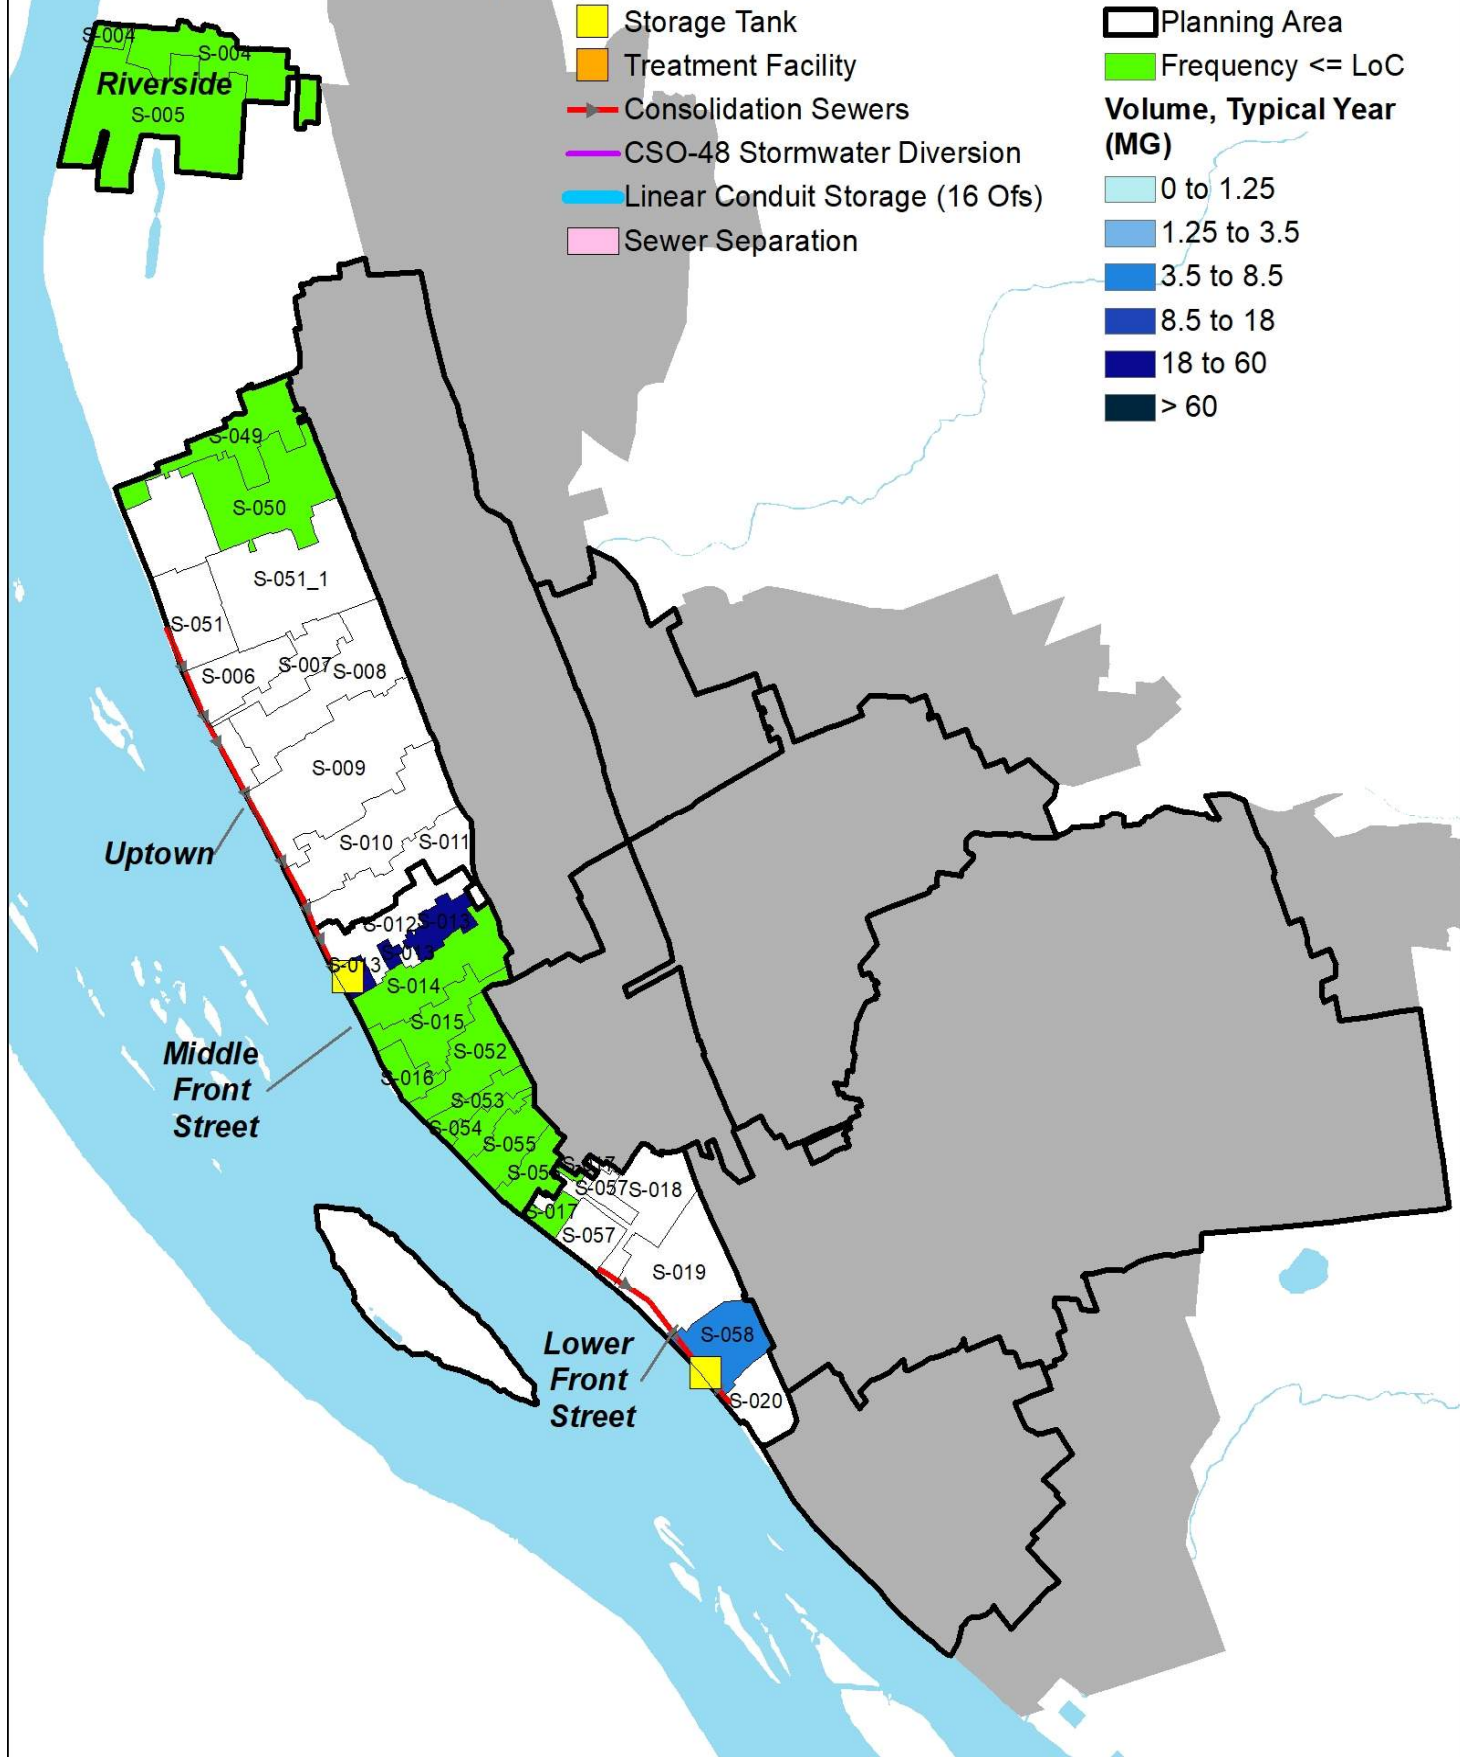 Storage Tank
Treatment Facility
Consolidation Sewers
CSO-48 Stormwater Diversion
Linear Conduit Storage (16 Ofs)
Sewer Separation
Planning Area
Frequency <= LoC
Volume, Typical Year
(MG)
0 to 1.25
1.25 to 3.5
3.5 to 8.5
8.5 to 18
18 to 60
> 60
S-004
S-004
Riverside
S-005
S-049
S-050
S-051_1
S-051
S-006
S-007
S-008
S-009
Uptown
S-010
S-011
S-012
S-013
S-013
S-013
S-014
S-015
Middle
Front
Street
S-052
S-016
S-053
S-054
S-055
S-017
S-057
S-018
S-017
S-057
S-019
Lower
Front
Street
S-058
S-020